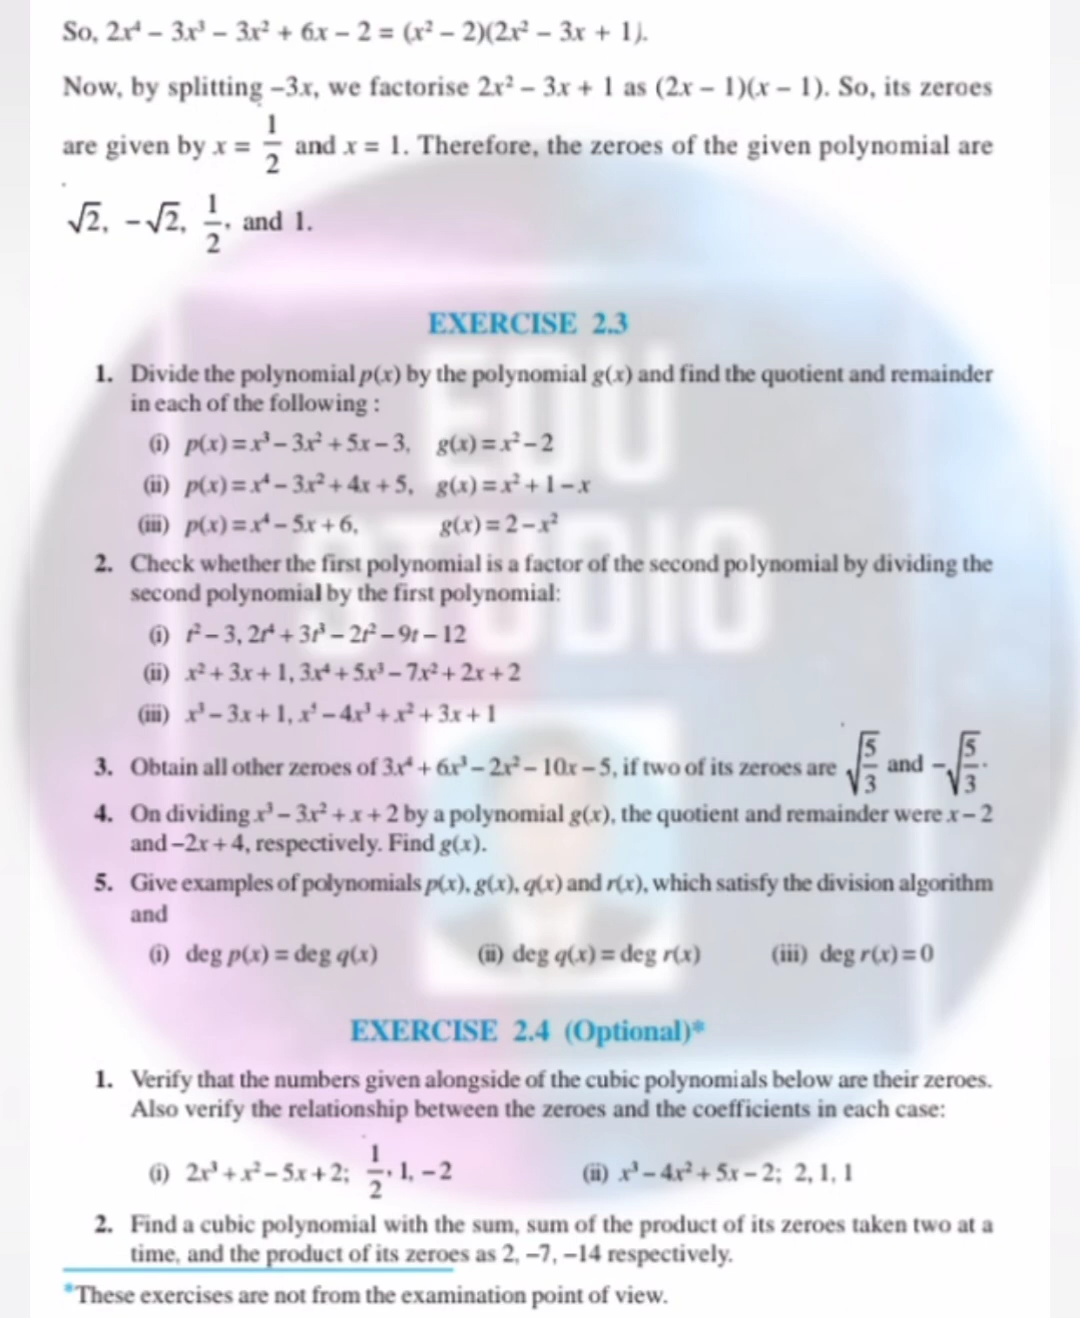 So, 2x⁴ – 3x³ – 3x² + 6x – 2 = (x² – 2)(2x² – 3x + 1).
Now, by splitting –3x, we factorise 2x² – 3x + 1 as (2x – 1)(x – 1). So, its zeroes
are given by x = 1/2 and x = 1. Therefore, the zeroes of the given polynomial are
√2, –√2, 1/2, and 1.
EXERCISE 2.3
1. Divide the polynomial p(x) by the polynomial g(x) and find the quotient and remainder
in each of the following :
(i) p(x) = x³ – 3x² + 5x – 3, g(x) = x² – 2
(ii) p(x) = x⁴ – 3x² + 4x + 5, g(x) = x² + 1 – x
(iii) p(x) = x⁴ – 5x + 6, g(x) = 2 – x²
2. Check whether the first polynomial is a factor of the second polynomial by dividing the
second polynomial by the first polynomial:
(i) t² – 3, 2t⁴ + 3t³ – 2t² – 9t – 12
(ii) x² + 3x + 1, 3x⁴ + 5x³ – 7x² + 2x + 2
(iii) x³ – 3x + 1, x⁵ – 4x³ + x² + 3x + 1
3. Obtain all other zeroes of 3x⁴ + 6x³ – 2x² – 10x – 5, if two of its zeroes are √(5/3) and –√(5/3).
4. On dividing x³ – 3x² + x + 2 by a polynomial g(x), the quotient and remainder were x – 2
and –2x + 4, respectively. Find g(x).
5. Give examples of polynomials p(x), g(x), q(x) and r(x), which satisfy the division algorithm
and
(i) deg p(x) = deg q(x) (ii) deg q(x) = deg r(x) (iii) deg r(x) = 0
EXERCISE 2.4 (Optional)*
1. Verify that the numbers given alongside of the cubic polynomials below are their zeroes.
Also verify the relationship between the zeroes and the coefficients in each case:
(i) 2x³ + x² – 5x + 2; 1/2, 1, –2 (ii) x³ – 4x² + 5x – 2; 2, 1, 1
2. Find a cubic polynomial with the sum, sum of the product of its zeroes taken two at a
time, and the product of its zeroes as 2, –7, –14 respectively.
*These exercises are not from the examination point of view.
EDU
STUDIO